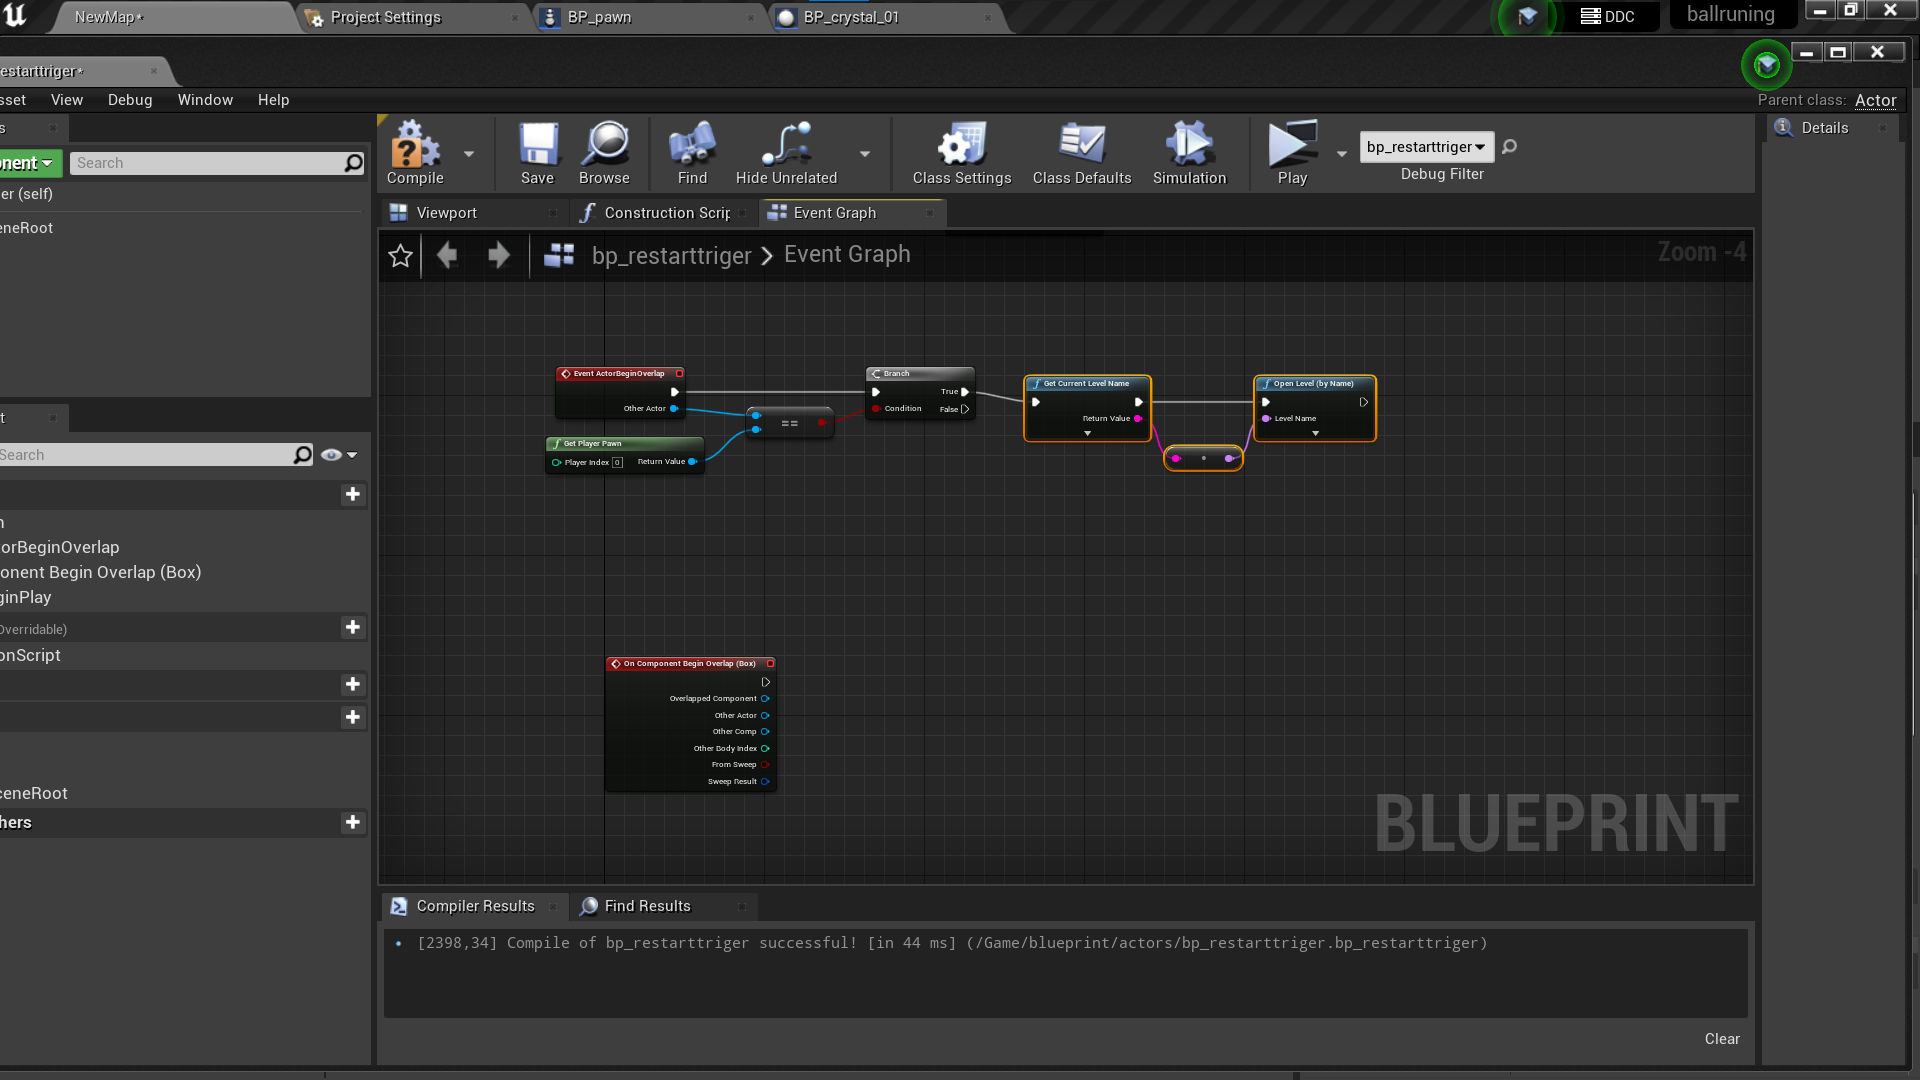 NewMap*
Project Settings
BP_pawn
BP_crystal_01
DDC
ballruning
estarttriger*
sset
View
Debug
Window
Help
Parent class: Actor
s
nent
Search
er (self)
eneRoot
Compile
Save
Browse
Find
Hide Unrelated
Class Settings
Class Defaults
Simulation
Play
bp_restarttriger
Debug Filter
Details
Viewport
Construction Scrip
Event Graph
bp_restarttriger > Event Graph
Zoom -4
Event ActorBeginOverlap
Other Actor
Get Player Pawn
Player Index 0
Return Value
==
Branch
True
Condition
False
Get Current Level Name
Return Value
Open Level (by Name)
Level Name
t
Search
n
torBeginOverlap
onent Begin Overlap (Box)
ginPlay
Overridable)
onScript
ceneRoot
hers
On Component Begin Overlap (Box)
Overlapped Component
Other Actor
Other Comp
Other Body Index
From Sweep
Sweep Result
BLUEPRINT
Compiler Results
Find Results
[2398,34] Compile of bp_restarttriger successful! [in 44 ms] (/Game/blueprint/actors/bp_restarttriger.bp_restarttriger)
Clear